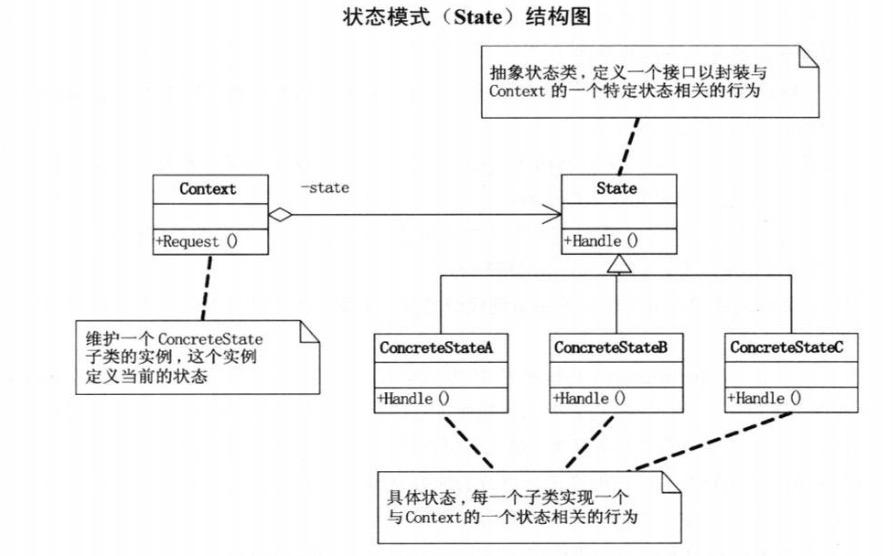 状态模式（State）结构图
抽象状态类，定义一个接口以封装与
Context 的一个特定状态相关的行为
Context
-state
State
+Request()
+Handle()
维护一个 ConcreteState
子类的实例，这个实例
定义当前的状态
ConcreteStateA
ConcreteStateB
ConcreteStateC
+Handle()
+Handle()
+Handle()
具体状态，每一个子类实现一个
与Context的一个状态相关的行为